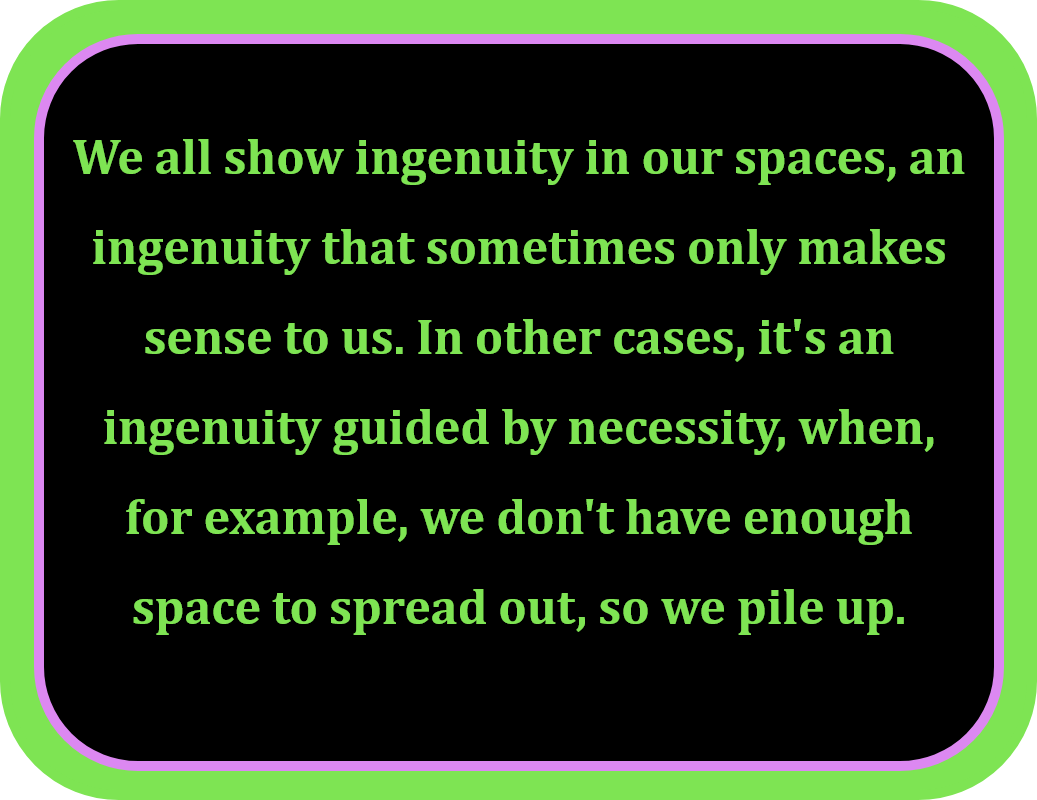 We all show ingenuity in our spaces, an
ingenuity that sometimes only makes
sense to us. In other cases, it's an
ingenuity guided by necessity, when,
for example, we don't have enough
space to spread out, so we pile up.